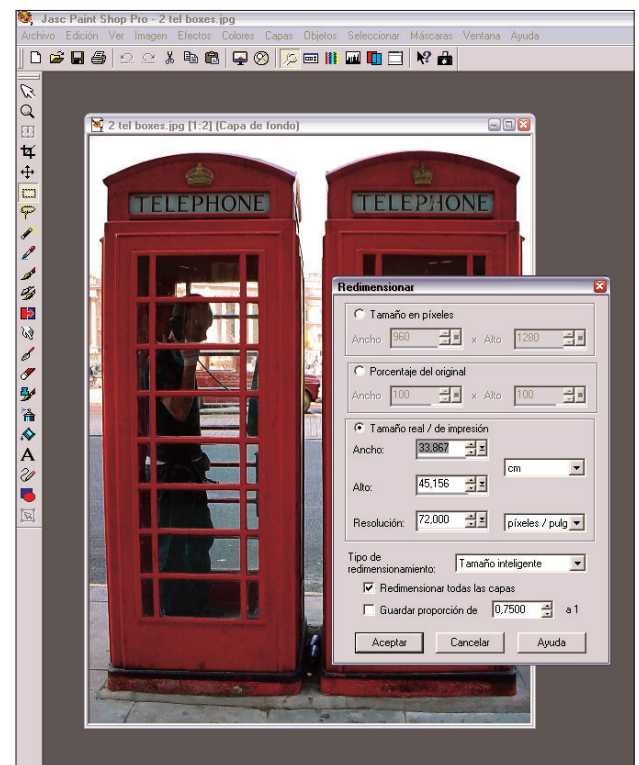 Jasc Paint Shop Pro - 2 tel boxes.jpg
Archivo Edición Ver Imagen Efectos Colores Capas Objetos Seleccionar Máscaras Ventana Ayuda
2 tel boxes.jpg [1:2] (Capa de fondo)
TELEPHONE TELEPHONE
Redimensionar
Tamaño en píxeles
Ancho 960 x Alto 1280
Porcentaje del original
Ancho 100 x Alto 100
Tamaño real / de impresión
Ancho: 33,867
cm
Alto: 45,156
Resolución: 72,000 píxeles / pulg
Tipo de
redimensionamiento: Tamaño inteligente
Redimensionar todas las capas
Guardar proporción de 0,7500 a 1
Aceptar Cancelar Ayuda
A